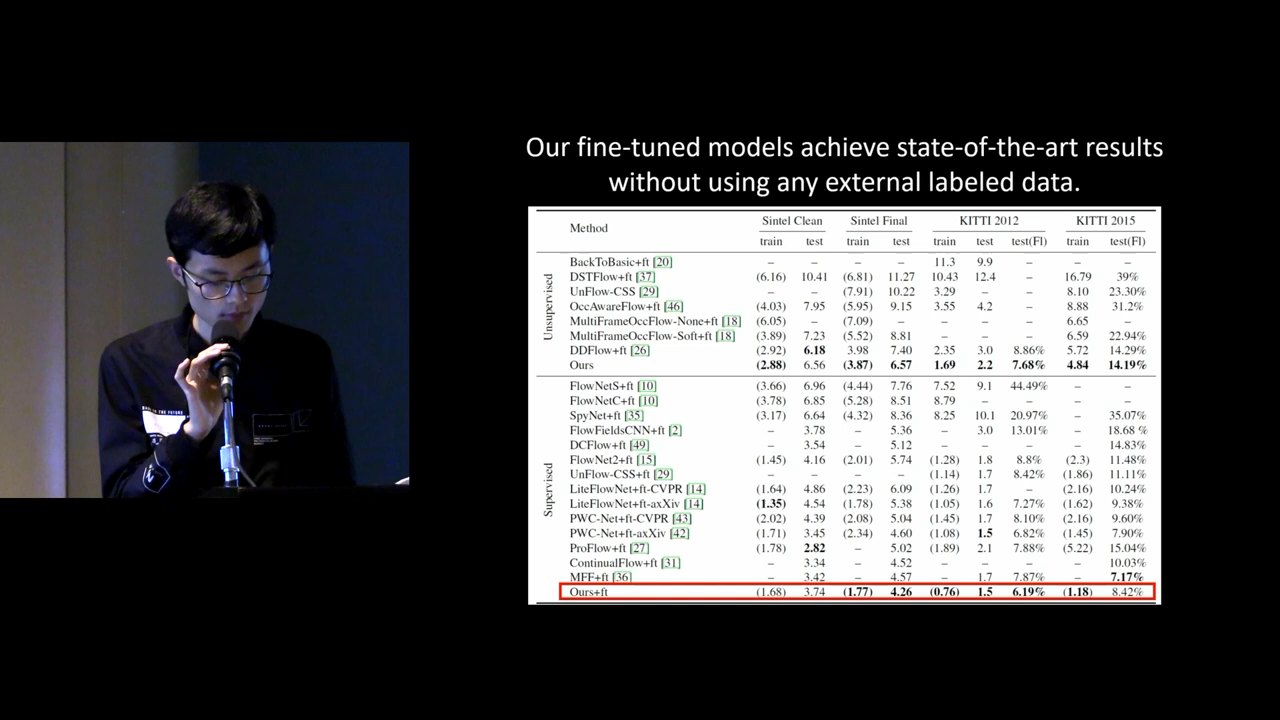 Our fine-tuned models achieve state-of-the-art results
without using any external labeled data.
Method Sintel Clean Sintel Final KITTI 2012 KITTI 2015
train test train test train test test(Fl) train test(Fl)
Unsupervised
BackToBasic+ft [20] – – – – 11.3 9.9 – – –
DSTFlow+ft [37] (6.16) 10.41 (6.81) 11.27 10.43 12.4 – 16.79 39%
UnFlow-CSS [29] – – (7.91) 10.22 3.29 – – 8.10 23.30%
OccAwareFlow+ft [46] (4.03) 7.95 (5.95) 9.15 3.55 4.2 – 8.88 31.2%
MultiFrameOccFlow-None+ft [18] (6.05) – (7.09) – – – – 6.65 –
MultiFrameOccFlow-Soft+ft [18] (3.89) 7.23 (5.52) 8.81 – – – 6.59 22.94%
DDFlow+ft [26] (2.92) 6.18 3.98 7.40 2.35 3.0 8.86% 5.72 14.29%
Ours (2.88) 6.56 (3.87) 6.57 1.69 2.2 7.68% 4.84 14.19%
Supervised
FlowNetS+ft [10] (3.66) 6.96 (4.44) 7.76 7.52 9.1 44.49% – –
FlowNetC+ft [10] (3.78) 6.85 (5.28) 8.51 8.79 – – – –
SpyNet+ft [35] (3.17) 6.64 (4.32) 8.36 8.25 10.1 20.97% – 35.07%
FlowFieldsCNN+ft [2] – 3.78 – 5.36 – 3.0 13.01% – 18.68 %
DCFlow+ft [49] – 3.54 – 5.12 – – – – 14.83%
FlowNet2+ft [15] (1.45) 4.16 (2.01) 5.74 (1.28) 1.8 8.8% (2.3) 11.48%
UnFlow-CSS+ft [29] – – – – (1.14) 1.7 8.42% (1.86) 11.11%
LiteFlowNet+ft-CVPR [14] (1.64) 4.86 (2.23) 6.09 (1.26) 1.7 – (2.16) 10.24%
LiteFlowNet+ft-axXiv [14] (1.35) 4.54 (1.78) 5.38 (1.05) 1.6 7.27% (1.62) 9.38%
PWC-Net+ft-CVPR [43] (2.02) 4.39 (2.08) 5.04 (1.45) 1.7 8.10% (2.16) 9.60%
PWC-Net+ft-axXiv [42] (1.71) 3.45 (2.34) 4.60 (1.08) 1.5 6.82% (1.45) 7.90%
ProFlow+ft [27] (1.78) 2.82 – 5.02 (1.89) 2.1 7.88% (5.22) 15.04%
ContinualFlow+ft [31] – 3.34 – 4.52 – – – – 10.03%
MFF+ft [36] – 3.42 – 4.57 – 1.7 7.87% – 7.17%
Ours+ft (1.68) 3.74 (1.77) 4.26 (0.76) 1.5 6.19% (1.18) 8.42%